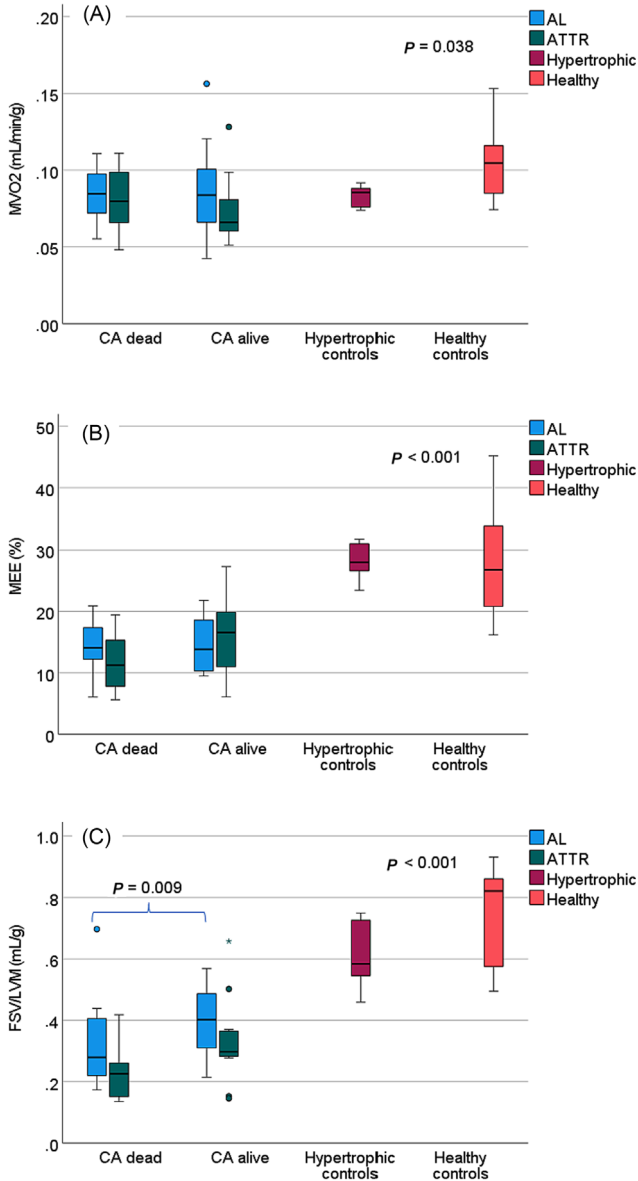 (A)
.20
.15
.10
.05
.00
MVO2 (mL/min/g)
P = 0.038
AL
ATTR
Hypertrophic
Healthy
CA dead
CA alive
Hypertrophic
controls
Healthy
controls
(B)
50
40
30
20
10
0
MEE (%)
P < 0.001
AL
ATTR
Hypertrophic
Healthy
CA dead
CA alive
Hypertrophic
controls
Healthy
controls
(C)
1.0
.8
.6
.4
.2
.0
FSV/LVM (mL/g)
P = 0.009
P < 0.001
AL
ATTR
Hypertrophic
Healthy
CA dead
CA alive
Hypertrophic
controls
Healthy
controls